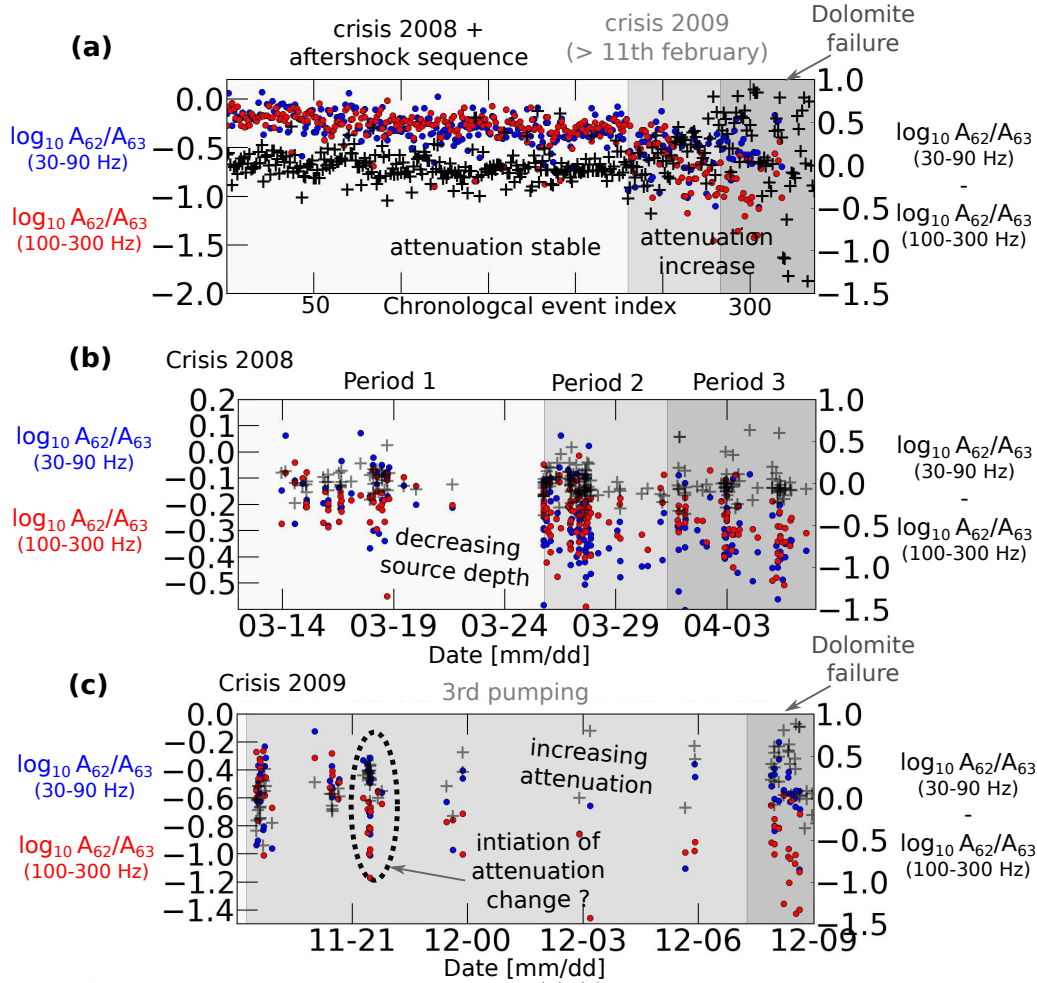 (a)
crisis 2008 +
aftershock sequence
crisis 2009
(> 11th february)
Dolomite
failure
0.0
−0.5
−1.0
−1.5
−2.0
log₁₀ A₆₂/A₆₃
(30-90 Hz)
log₁₀ A₆₂/A₆₃
(100-300 Hz)
attenuation stable
attenuation
increase
1.0
0.5
0.0
−0.5
−1.0
−1.5
log₁₀ A₆₂/A₆₃
(30-90 Hz)
-
log₁₀ A₆₂/A₆₃
(100-300 Hz)
50
Chronologcal event index
300
(b)
Crisis 2008
Period 1
Period 2
Period 3
0.2
0.1
0.0
−0.1
−0.2
−0.3
−0.4
−0.5
log₁₀ A₆₂/A₆₃
(30-90 Hz)
log₁₀ A₆₂/A₆₃
(100-300 Hz)
decreasing
source depth
1.0
0.5
0.0
−0.5
−1.0
−1.5
log₁₀ A₆₂/A₆₃
(30-90 Hz)
-
log₁₀ A₆₂/A₆₃
(100-300 Hz)
03-14
03-19
03-24
03-29
04-03
Date [mm/dd]
(c)
Crisis 2009
3rd pumping
Dolomite
failure
0.0
−0.2
−0.4
−0.6
−0.8
−1.0
−1.2
−1.4
log₁₀ A₆₂/A₆₃
(30-90 Hz)
log₁₀ A₆₂/A₆₃
(100-300 Hz)
increasing
attenuation
intiation of
attenuation
change ?
1.0
0.5
0.0
−0.5
−1.0
−1.5
log₁₀ A₆₂/A₆₃
(30-90 Hz)
-
log₁₀ A₆₂/A₆₃
(100-300 Hz)
11-21
12-00
12-03
12-06
12-09
Date [mm/dd]